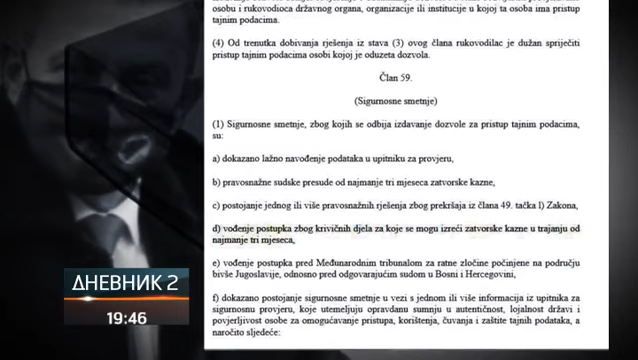 osobu i rukovodioca državnog organa, organizacije ili institucije u kojoj ta osoba ima pristup
tajnim podacima.
(4) Od trenutka dobivanja rješenja iz stava (3) ovog člana rukovodilac je dužan spriječiti
pristup tajnim podacima osobi kojoj je oduzeta dozvola.
Član 59.
(Sigurnosne smetnje)
(1) Sigurnosne smetnje, zbog kojih se odbija izdavanje dozvole za pristup tajnim podacima,
su:
a) dokazano lažno navođenje podataka u upitniku za provjeru,
b) pravosnažne sudske presude od najmanje tri mjeseca zatvorske kazne,
c) postojanje jednog ili više pravosnažnih rješenja zbog prekršaja iz člana 49. tačka l) Zakona,
d) vođenje postupka zbog krivičnih djela za koje se mogu izreći zatvorske kazne u trajanju od
najmanje tri mjeseca,
e) vođenje postupka pred Međunarodnim tribunalom za ratne zločine počinjene na području
bivše Jugoslavije, odnosno pred odgovarajućim sudom u Bosni i Hercegovini,
f) dokazano postojanje sigurnosne smetnje u vezi s jednom ili više informacija iz upitnika za
sigurnosnu provjeru, koje utemeljuju opravdanu sumnju u autentičnost, lojalnost državi i
povjerljivost osobe za omogućavanje pristupa, korištenja, čuvanja i zaštite tajnih podataka, a
naročito sljedeće:
ДНЕВНИК 2
19:46